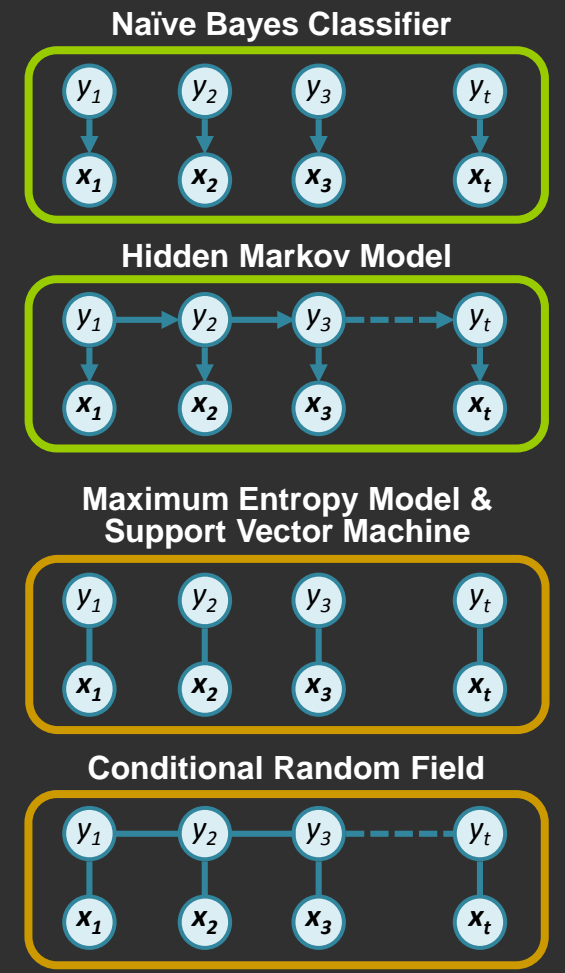 Naïve Bayes Classifier
y1 y2 y3 yt
x1 x2 x3 xt
Hidden Markov Model
y1 y2 y3 yt
x1 x2 x3 xt
Maximum Entropy Model &
Support Vector Machine
y1 y2 y3 yt
x1 x2 x3 xt
Conditional Random Field
y1 y2 y3 yt
x1 x2 x3 xt